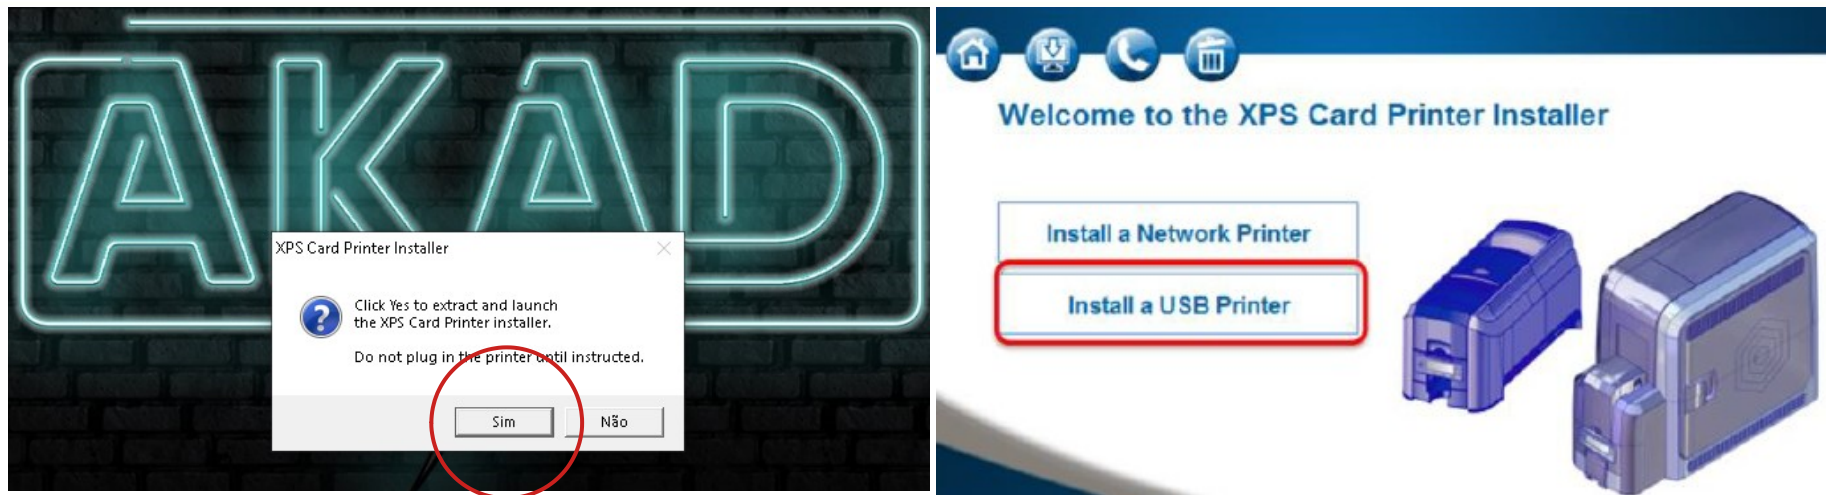 AKAD
XPS Card Printer Installer
Click Yes to extract and launch
the XPS Card Printer installer.
Do not plug in the printer until instructed.
Sim
Não
Welcome to the XPS Card Printer Installer
Install a Network Printer
Install a USB Printer